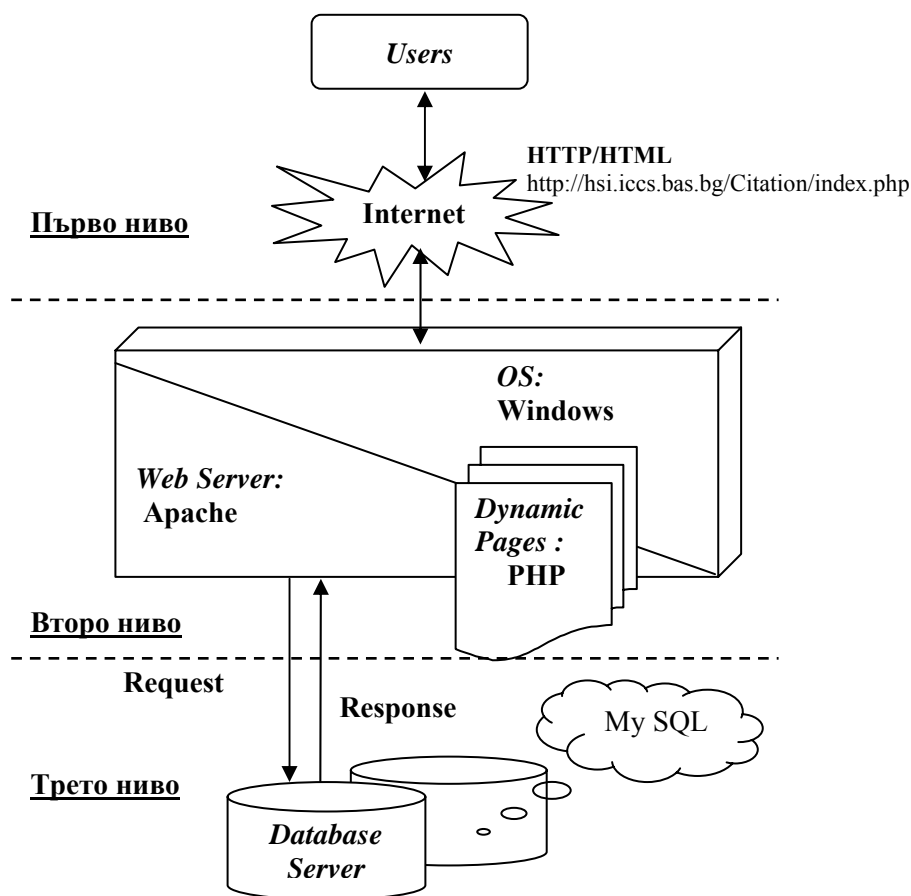 Users
HTTP/HTML
http://hsi.iccs.bas.bg/Citation/index.php
Internet
Първо ниво
OS:
Windows
Web Server:
Apache
Dynamic
Pages :
PHP
Второ ниво
Request
Response
My SQL
Трето ниво
Database
Server